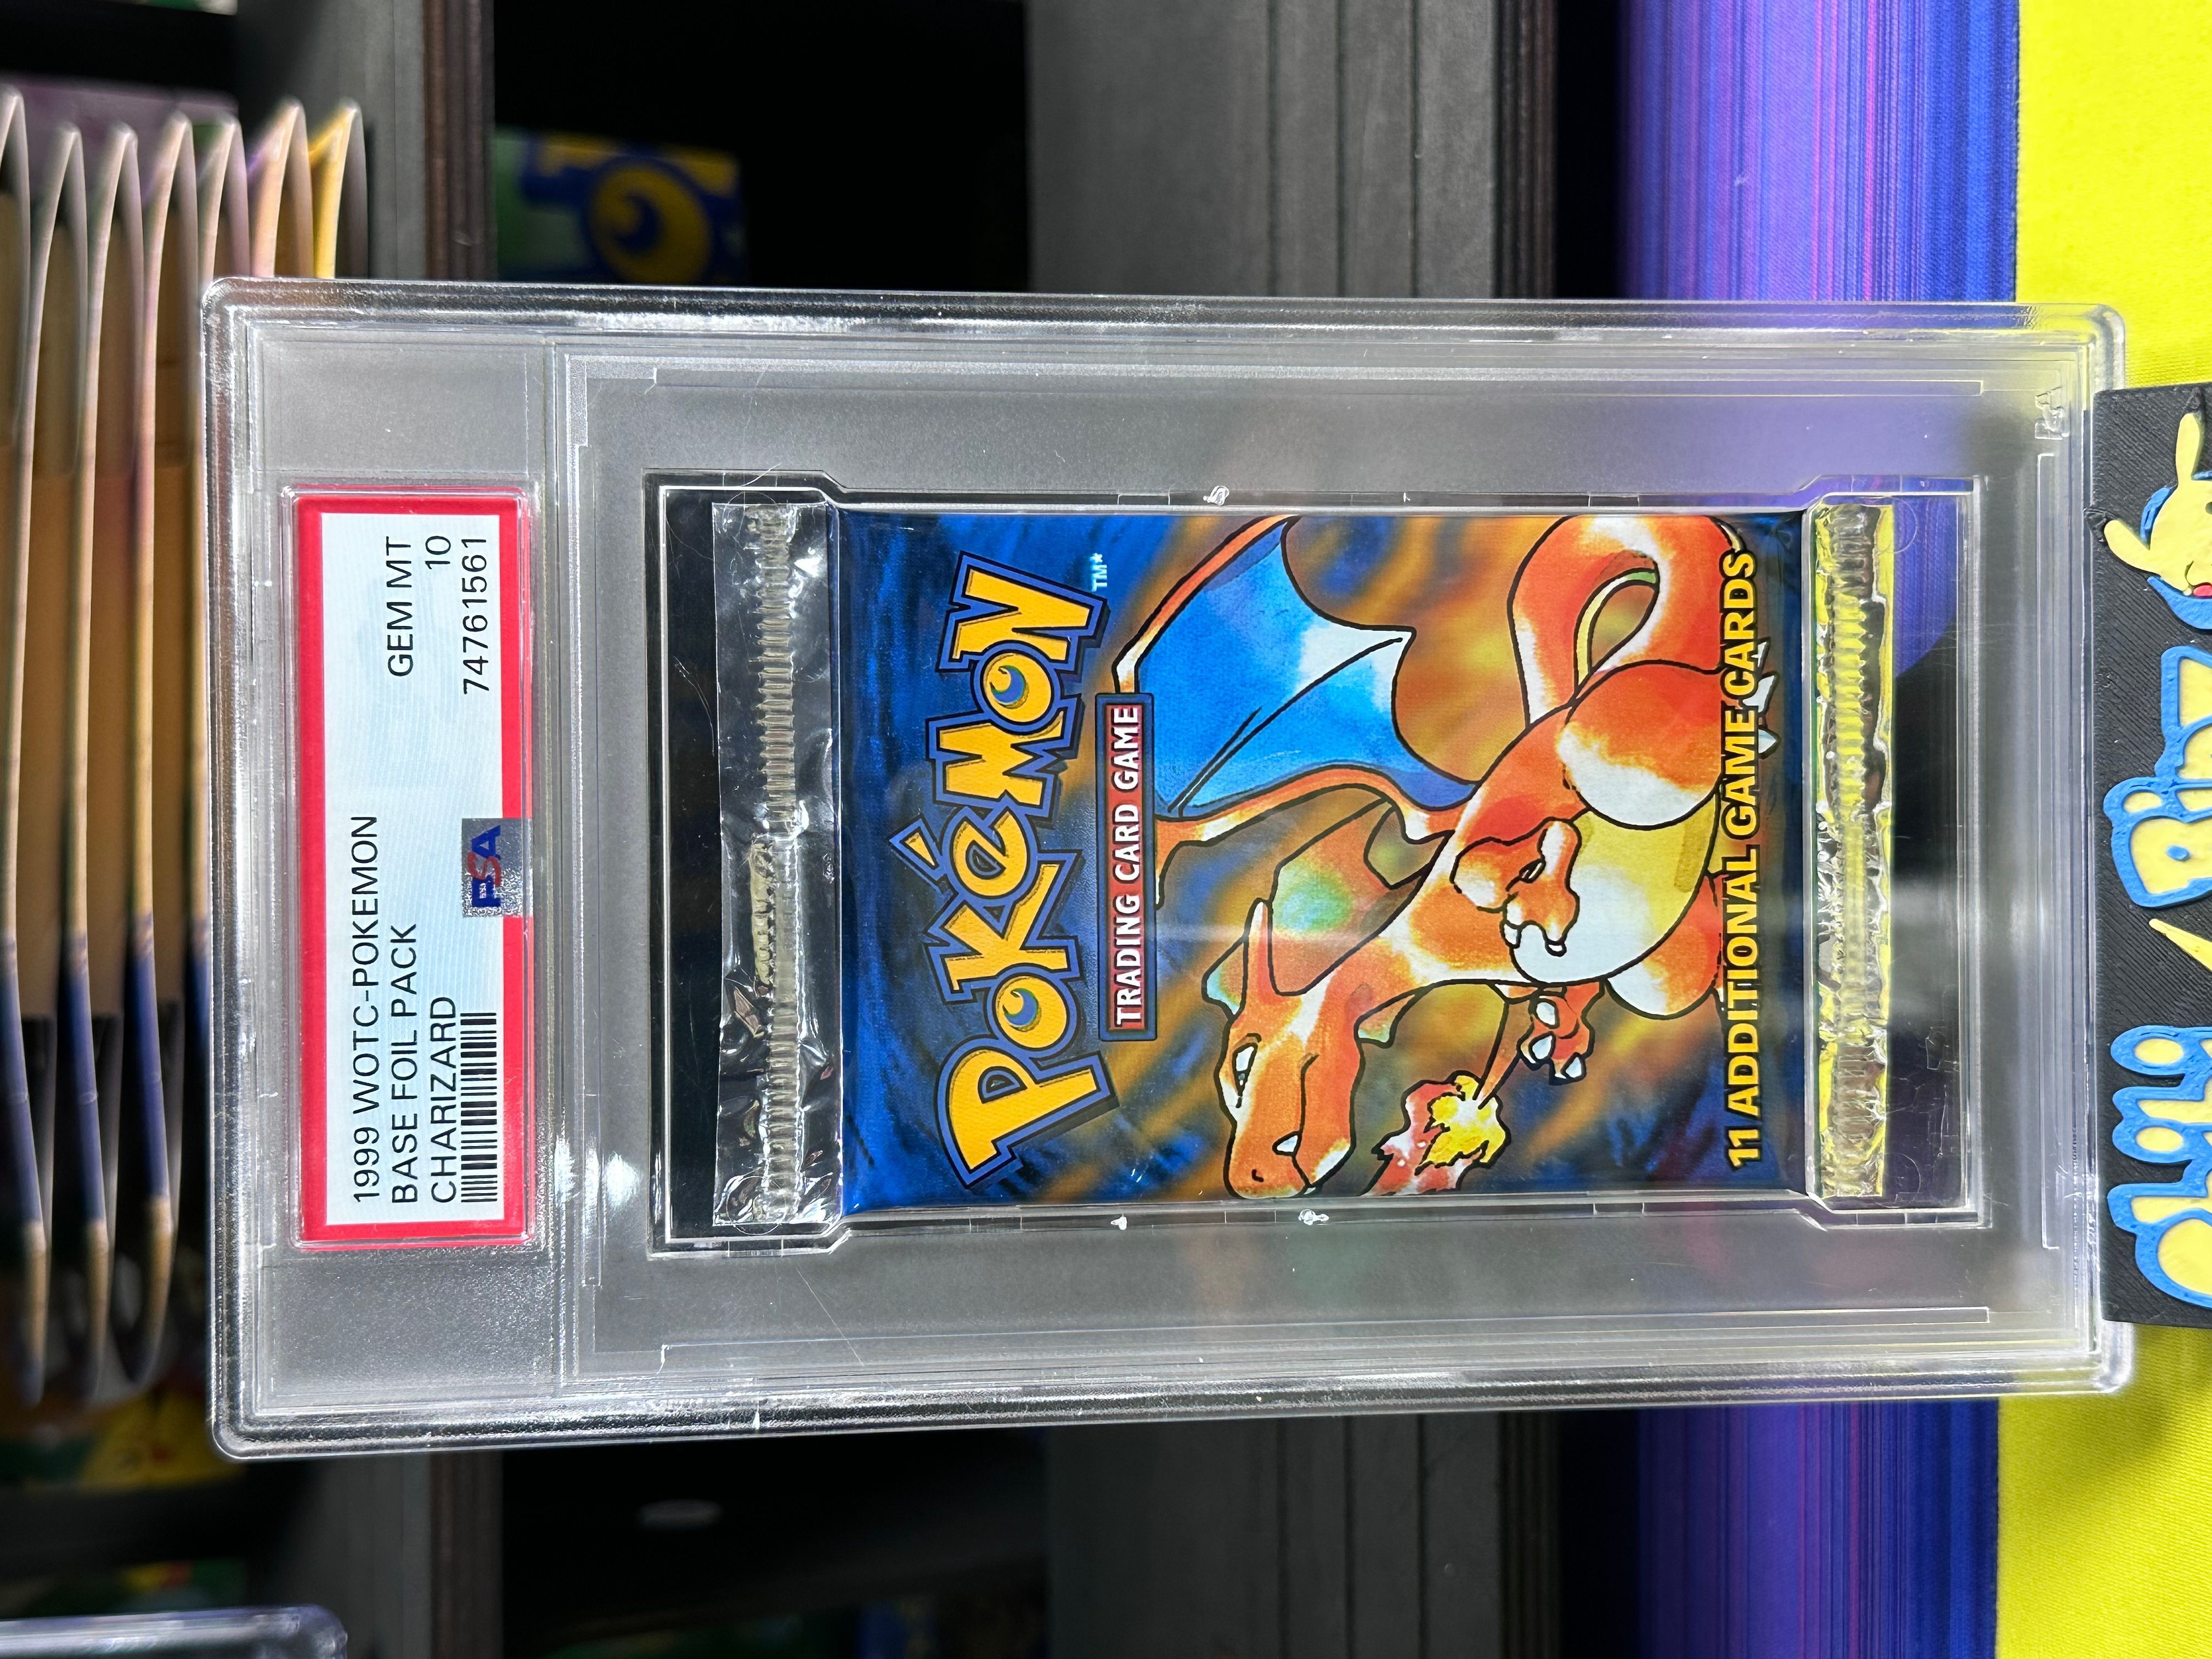 1999 WOTC-POKEMON
BASE FOIL PACK
CHARIZARD
GEM MT
10
74761561
PSA
Pokémon
TM*
TRADING CARD GAME
11 ADDITIONAL GAME CARDS